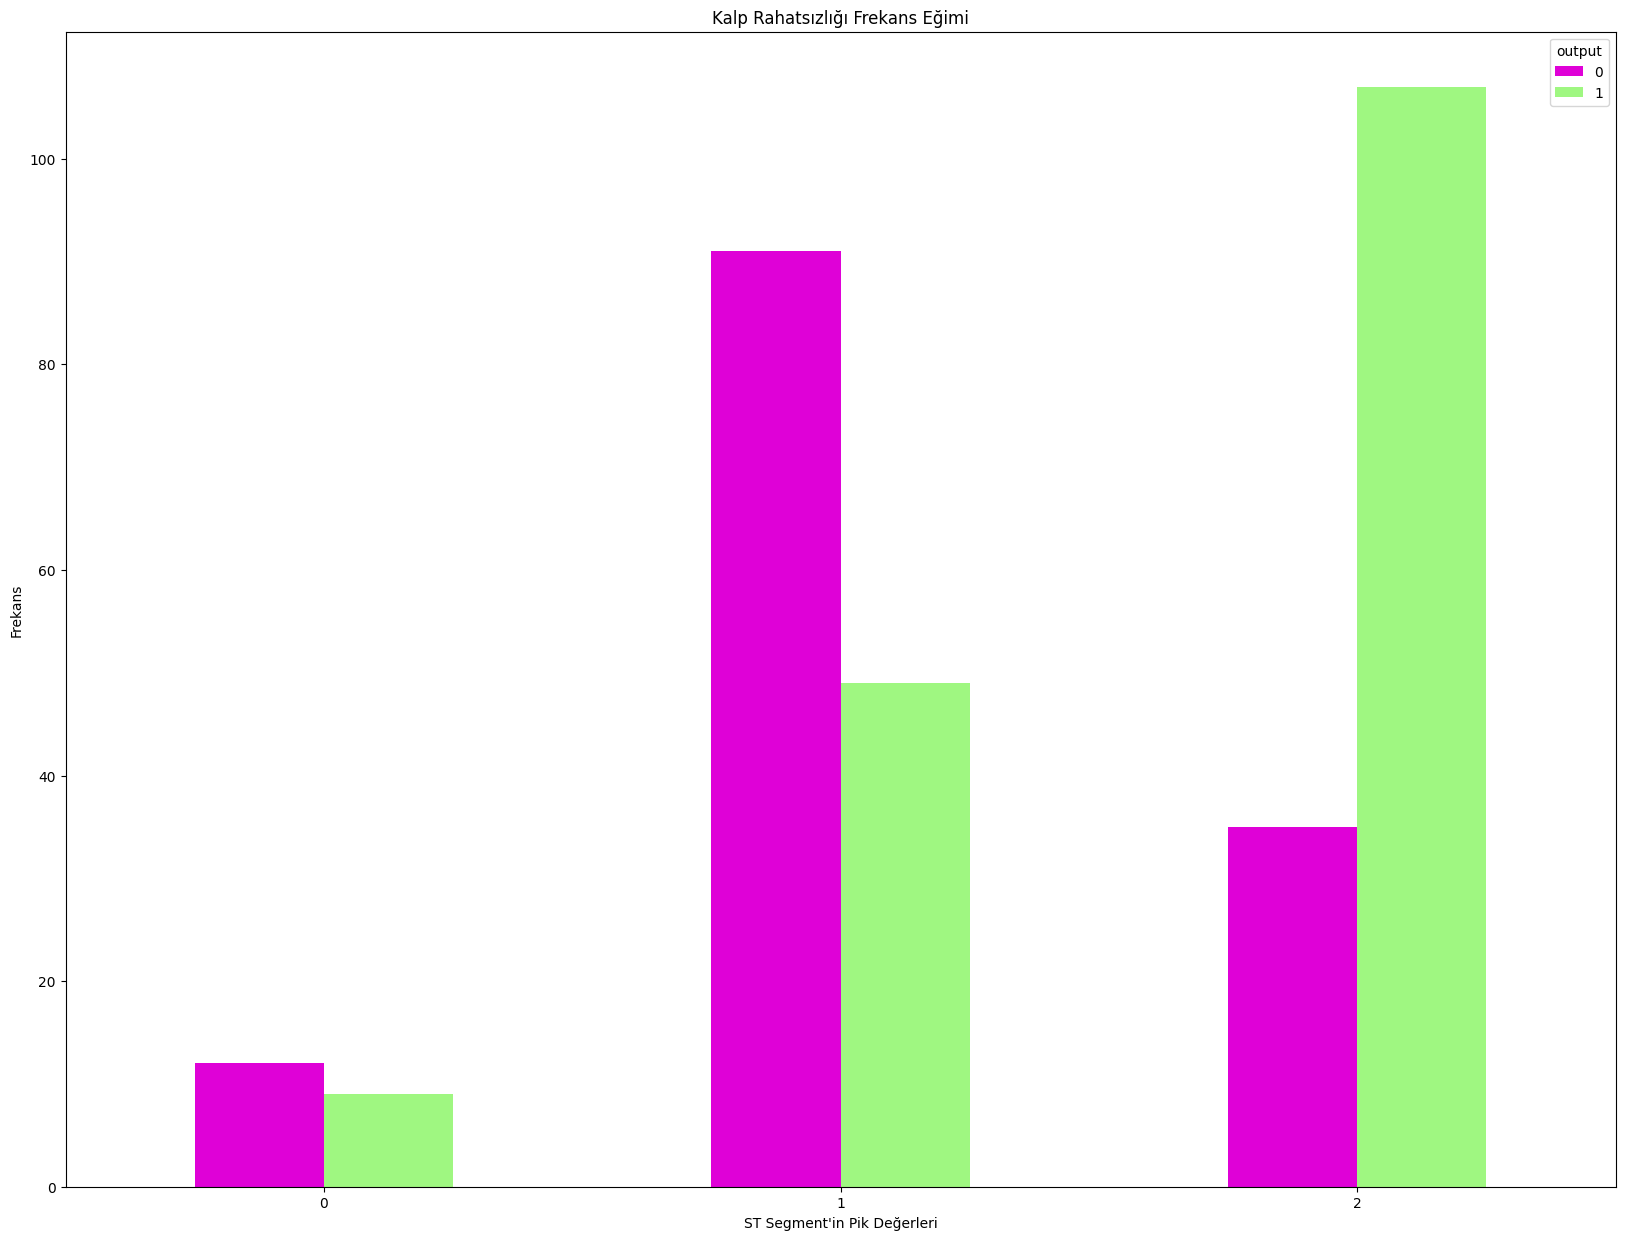 Kalp Rahatsızlığı Frekans Eğimi
output
0
1
100
80
60
40
20
0
Frekans
0 1 2
ST Segment'in Pik Değerleri